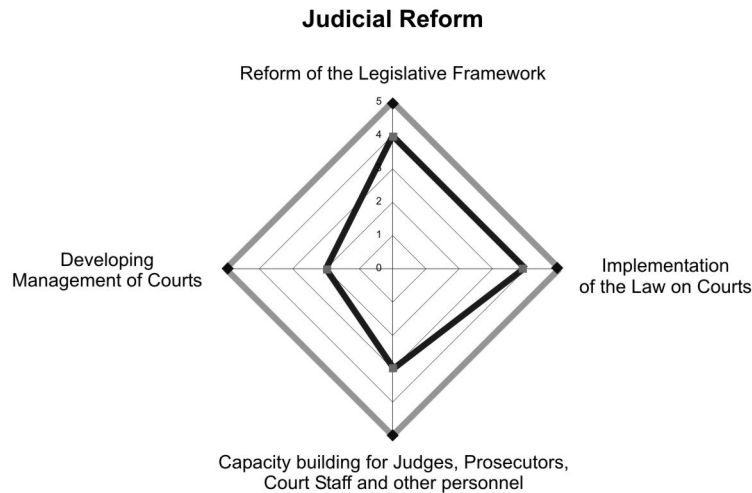 Judicial Reform
Reform of the Legislative Framework
5
4
3
2
1
0
Developing
Management of Courts
Implementation
of the Law on Courts
Capacity building for Judges, Prosecutors,
Court Staff and other personnel